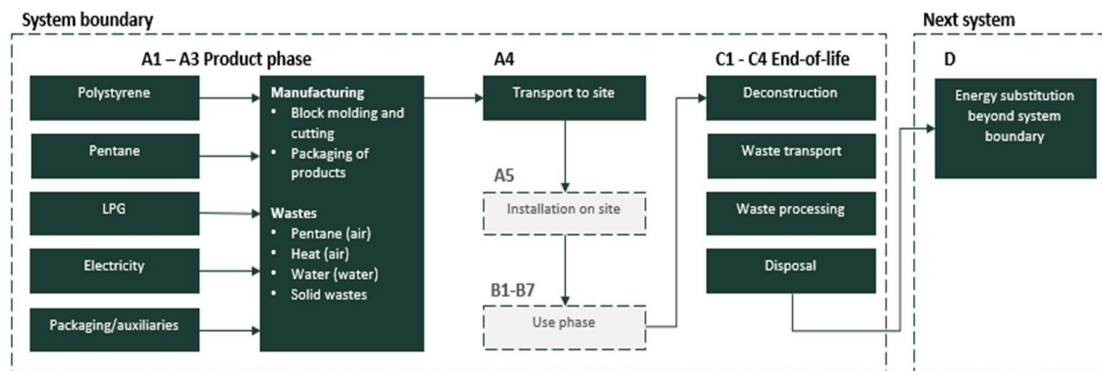 System boundary
Next system
A1 – A3 Product phase
A4
C1 - C4 End-of-life
D
Polystyrene
Pentane
LPG
Electricity
Packaging/auxiliaries
Manufacturing
• Block molding and
cutting
• Packaging of
products
Wastes
• Pentane (air)
• Heat (air)
• Water (water)
• Solid wastes
Transport to site
A5
Installation on site
B1-B7
Use phase
Deconstruction
Waste transport
Waste processing
Disposal
Energy substitution
beyond system
boundary